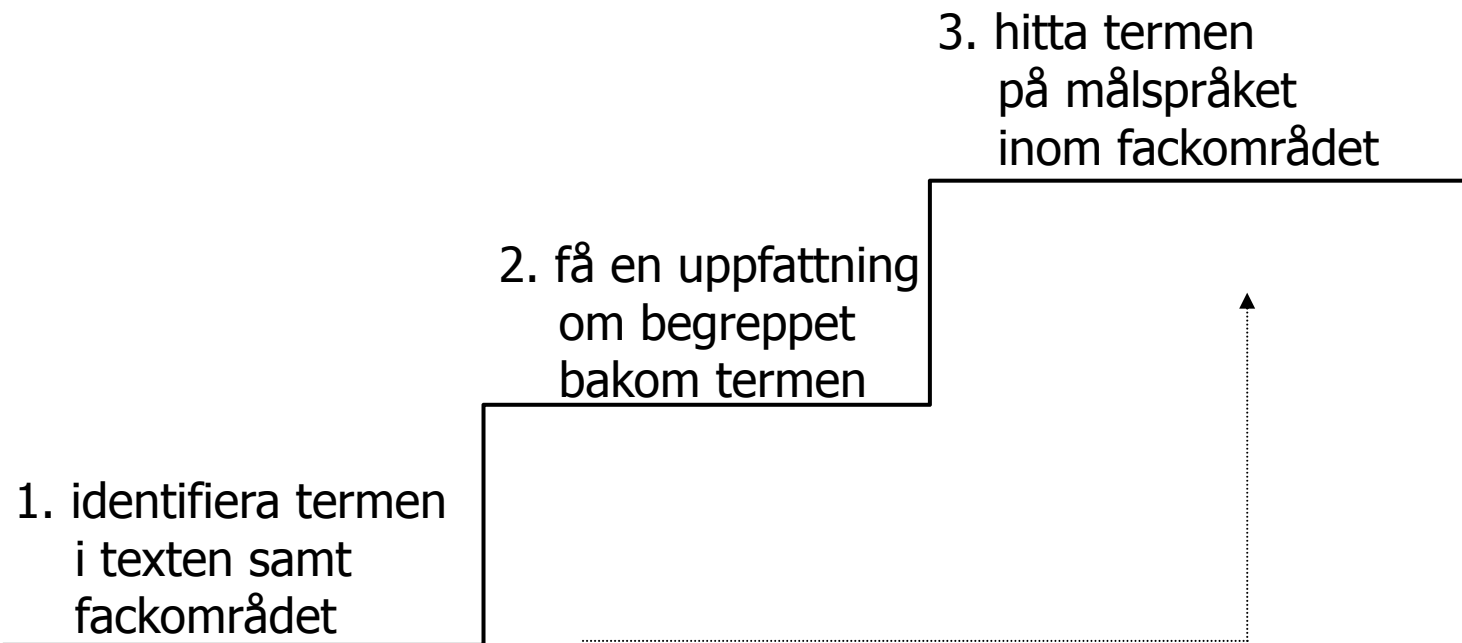 1. identifiera termen
i texten samt
fackområdet
2. få en uppfattning
om begreppet
bakom termen
3. hitta termen
på målspråket
inom fackområdet